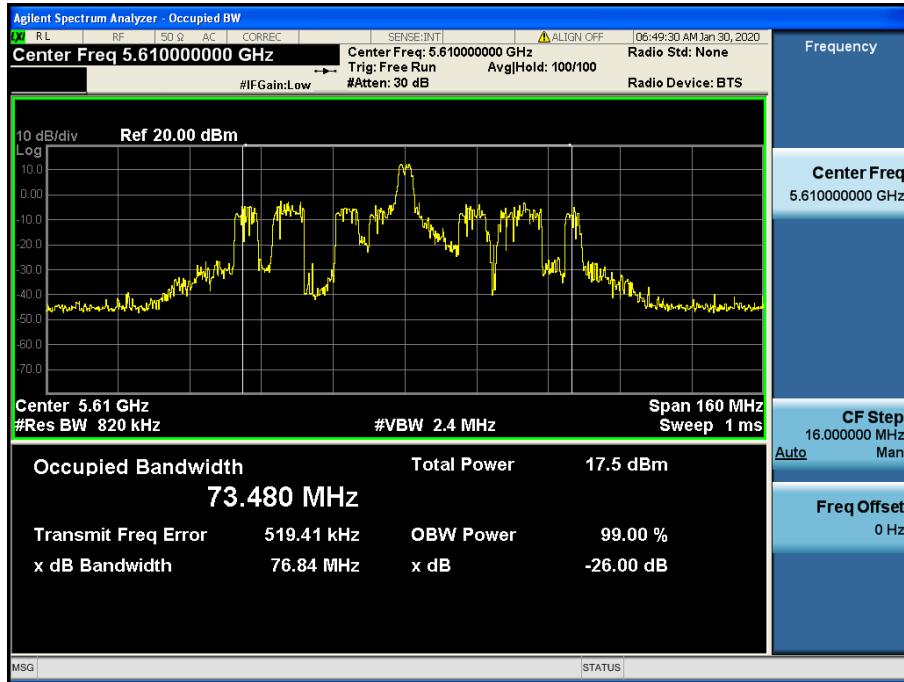 Agilent Spectrum Analyzer - Occupied BW
LXI RL RF 50 Ω AC CORREC SENSE:INT ALIGN OFF 06:49:30 AM Jan 30, 2020
Center Freq 5.610000000 GHz
Center Freq: 5.610000000 GHz
Radio Std: None
Trig: Free Run Avg|Hold: 100/100
#IFGain:Low
#Atten: 30 dB
Radio Device: BTS
10 dB/div Ref 20.00 dBm
Log
10.0
0.00
-10.0
-20.0
-30.0
-40.0
-50.0
-60.0
-70.0
Center 5.61 GHz Span 160 MHz
#Res BW 820 kHz #VBW 2.4 MHz Sweep 1 ms
Occupied Bandwidth Total Power 17.5 dBm
73.480 MHz
Transmit Freq Error 519.41 kHz OBW Power 99.00 %
x dB Bandwidth 76.84 MHz x dB -26.00 dB
MSG STATUS
Frequency
Center Freq
5.610000000 GHz
CF Step
16.000000 MHz
Auto Man
Freq Offset
0 Hz